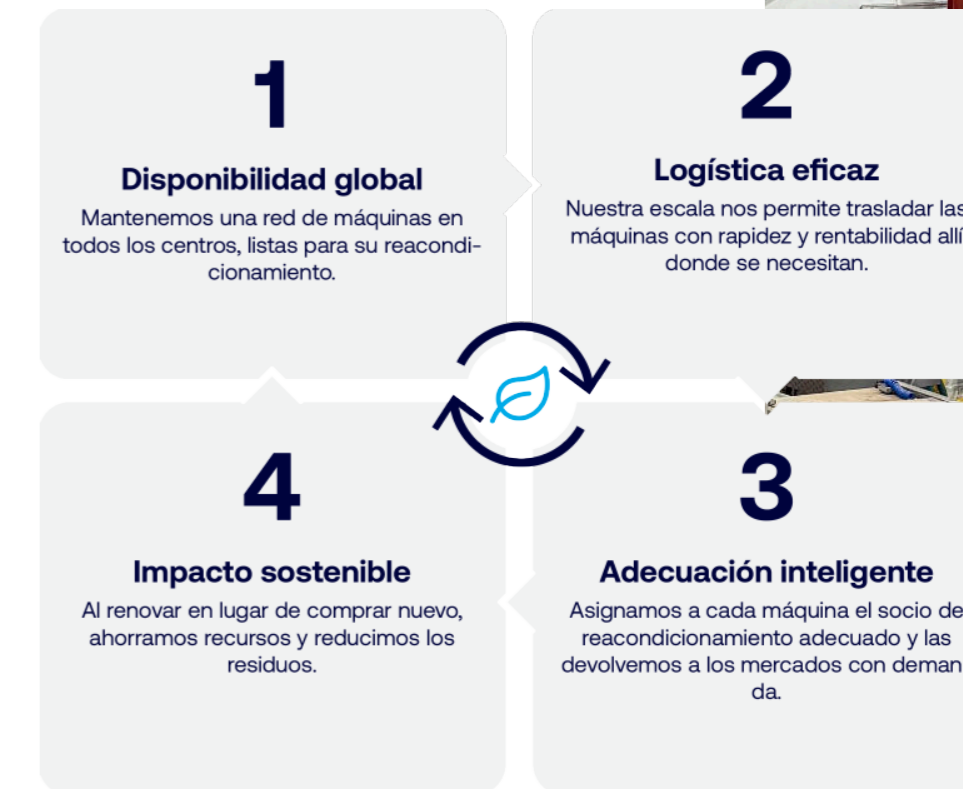 1
Disponibilidad global
Mantenemos una red de máquinas en
todos los centros, listas para su reacondi-
cionamiento.
2
Logística eficaz
Nuestra escala nos permite trasladar las
máquinas con rapidez y rentabilidad allí
donde se necesitan.
4
Impacto sostenible
Al renovar en lugar de comprar nuevo,
ahorramos recursos y reducimos los
residuos.
3
Adecuación inteligente
Asignamos a cada máquina el socio de
reacondicionamiento adecuado y las
devolvemos a los mercados con deman
da.